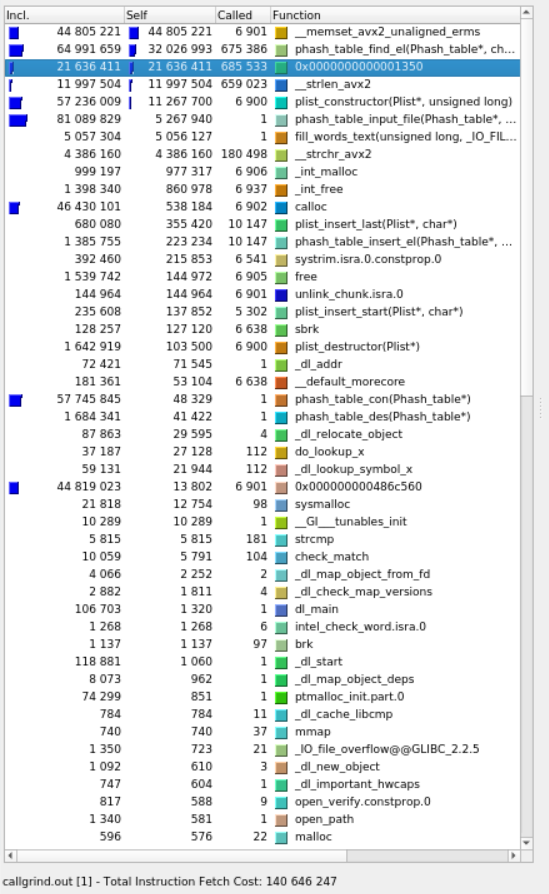 Incl. Self Called Function
44 805 221 44 805 221 6 901 __memset_avx2_unaligned_erms
64 991 659 32 026 993 675 386 phash_table_find_el(Phash_table*, ch...
21 636 411 21 636 411 685 533 0x0000000000001350
11 997 504 11 997 504 659 023 __strlen_avx2
57 236 009 11 267 700 6 900 plist_constructor(Plist*, unsigned long)
81 089 829 5 267 940 1 phash_table_input_file(Phash_table*, ...
5 057 304 5 056 127 1 fill_words_text(unsigned long, _IO_FIL...
4 386 160 4 386 160 180 498 __strchr_avx2
999 197 977 317 6 906 _int_malloc
1 398 340 860 978 6 937 _int_free
46 430 101 538 184 6 902 calloc
680 080 355 420 10 147 plist_insert_last(Plist*, char*)
1 385 755 223 234 10 147 phash_table_insert_el(Phash_table*, ...
392 460 215 853 6 541 systrim.isra.0.constprop.0
1 539 742 144 972 6 905 free
144 964 144 964 6 901 unlink_chunk.isra.0
235 608 137 852 5 302 plist_insert_start(Plist*, char*)
128 257 127 120 6 638 sbrk
1 642 919 103 500 6 900 plist_destructor(Plist*)
72 421 71 545 1 _dl_addr
181 361 53 104 6 638 __default_morecore
57 745 845 48 329 1 phash_table_con(Phash_table*)
1 684 341 41 422 1 phash_table_des(Phash_table*)
87 863 29 595 4 _dl_relocate_object
37 187 27 128 112 do_lookup_x
59 131 21 944 112 _dl_lookup_symbol_x
44 819 023 13 802 6 901 0x000000000486c560
21 818 12 754 98 sysmalloc
10 289 10 289 1 __GI___tunables_init
5 815 5 815 181 strcmp
10 059 5 791 104 check_match
4 066 2 252 2 _dl_map_object_from_fd
2 882 1 811 4 _dl_check_map_versions
106 703 1 320 1 dl_main
1 268 1 268 6 intel_check_word.isra.0
1 137 1 137 97 brk
118 881 1 060 1 _dl_start
8 073 962 1 _dl_map_object_deps
74 299 851 1 ptmalloc_init.part.0
784 784 11 _dl_cache_libcmp
740 740 37 mmap
1 350 723 21 _IO_file_overflow@@GLIBC_2.2.5
1 092 610 3 _dl_new_object
747 604 1 _dl_important_hwcaps
817 588 9 open_verify.constprop.0
1 340 581 1 open_path
596 576 22 malloc
callgrind.out [1] - Total Instruction Fetch Cost: 140 646 247